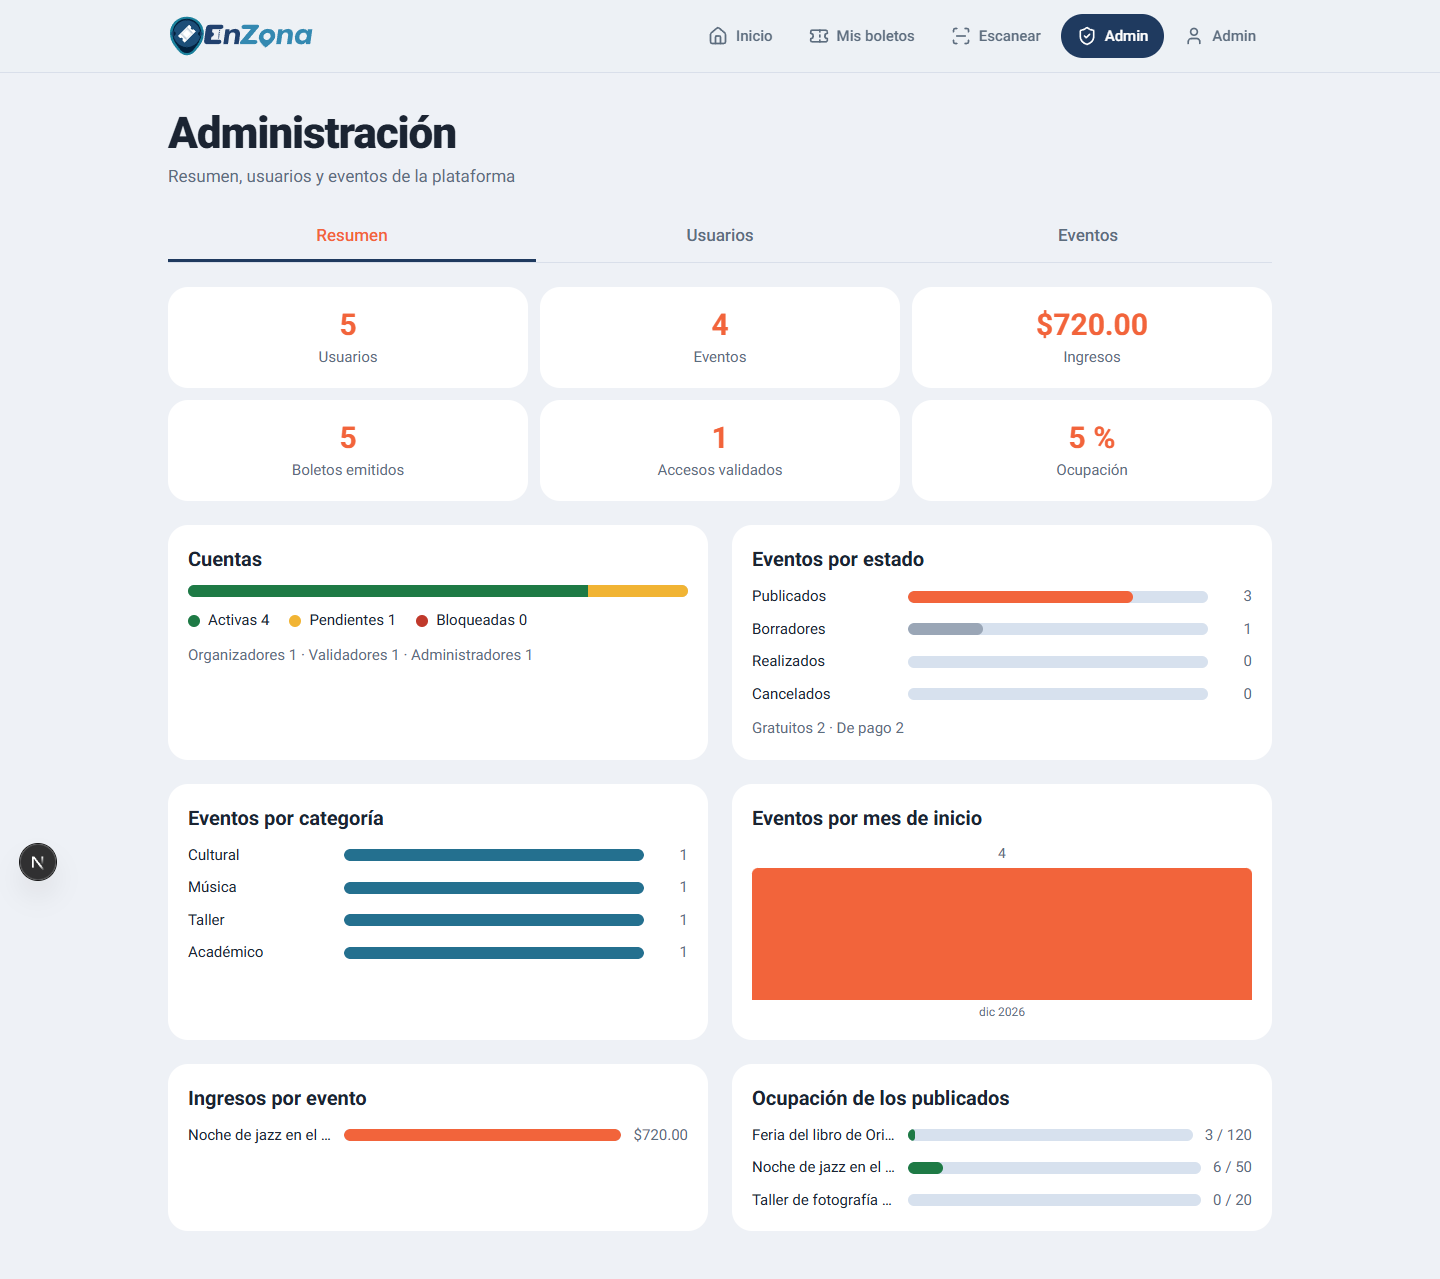 EnZona
Inicio
Mis boletos
Escanear
Admin
Admin
Administración
Resumen, usuarios y eventos de la plataforma
Resumen
Usuarios
Eventos
5
Usuarios
4
Eventos
$720.00
Ingresos
5
Boletos emitidos
1
Accesos validados
5 %
Ocupación
Cuentas
Activas 4
Pendientes 1
Bloqueadas 0
Organizadores 1 · Validadores 1 · Administradores 1
Eventos por estado
Publicados 3
Borradores 1
Realizados 0
Cancelados 0
Gratuitos 2 · De pago 2
Eventos por categoría
Cultural 1
Música 1
Taller 1
Académico 1
Eventos por mes de inicio
4
dic 2026
N
Ingresos por evento
Noche de jazz en el ... $720.00
Ocupación de los publicados
Feria del libro de Ori... 3 / 120
Noche de jazz en el ... 6 / 50
Taller de fotografía ... 0 / 20